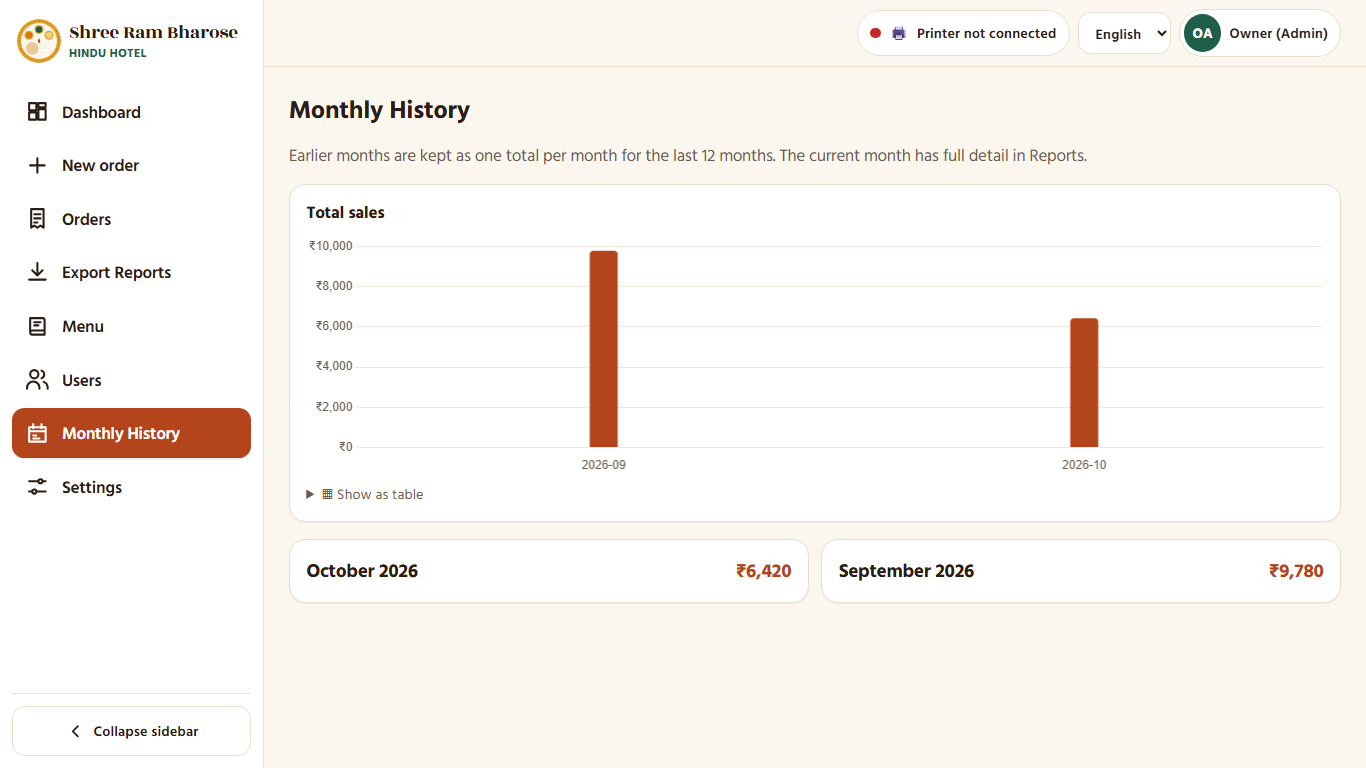 Shree Ram Bharose
HINDU HOTEL
Printer not connected
English
OA
Owner (Admin)
Dashboard
New order
Orders
Export Reports
Menu
Users
Monthly History
Settings
Collapse sidebar
Monthly History
Earlier months are kept as one total per month for the last 12 months. The current month has full detail in Reports.
Total sales
₹10,000
₹8,000
₹6,000
₹4,000
₹2,000
₹0
2026-09
2026-10
Show as table
October 2026
₹6,420
September 2026
₹9,780